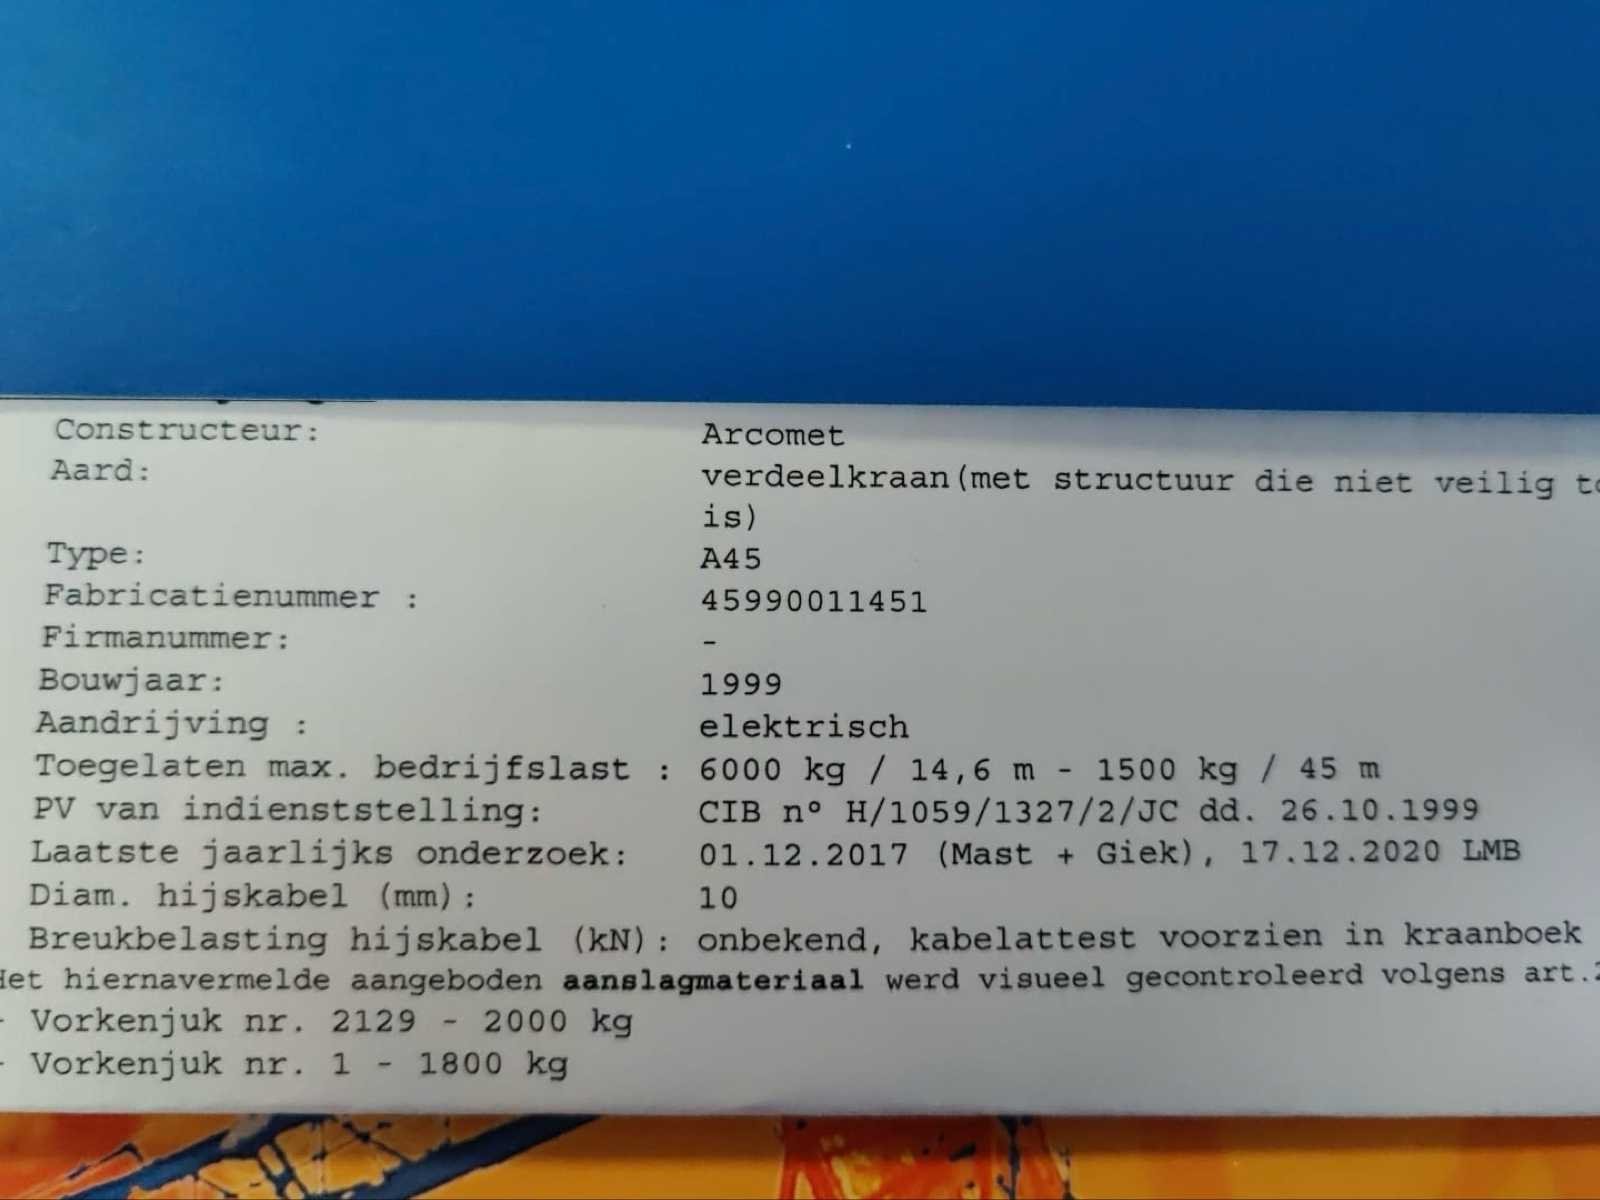 Constructeur: Arcomet
Aard: verdeelkraan(met structuur die niet veilig
is)
Type: A45
Fabricatienummer : 45990011451
Firmanummer: -
Bouwjaar: 1999
Aandrijving : elektrisch
Toegelaten max. bedrijfslast : 6000 kg / 14,6 m - 1500 kg / 45 m
PV van indienststelling: CIB n° H/1059/1327/2/JC dd. 26.10.1999
Laatste jaarlijks onderzoek: 01.12.2017 (Mast + Giek), 17.12.2020 LMB
Diam. hijskabel (mm): 10
Breukbelasting hijskabel (kN): onbekend, kabelattest voorzien in kraanboek
Het hiernavermelde aangeboden aanslagmateriaal werd visueel gecontroleerd volgens art.
- Vorkenjuk nr. 2129 - 2000 kg
- Vorkenjuk nr. 1 - 1800 kg